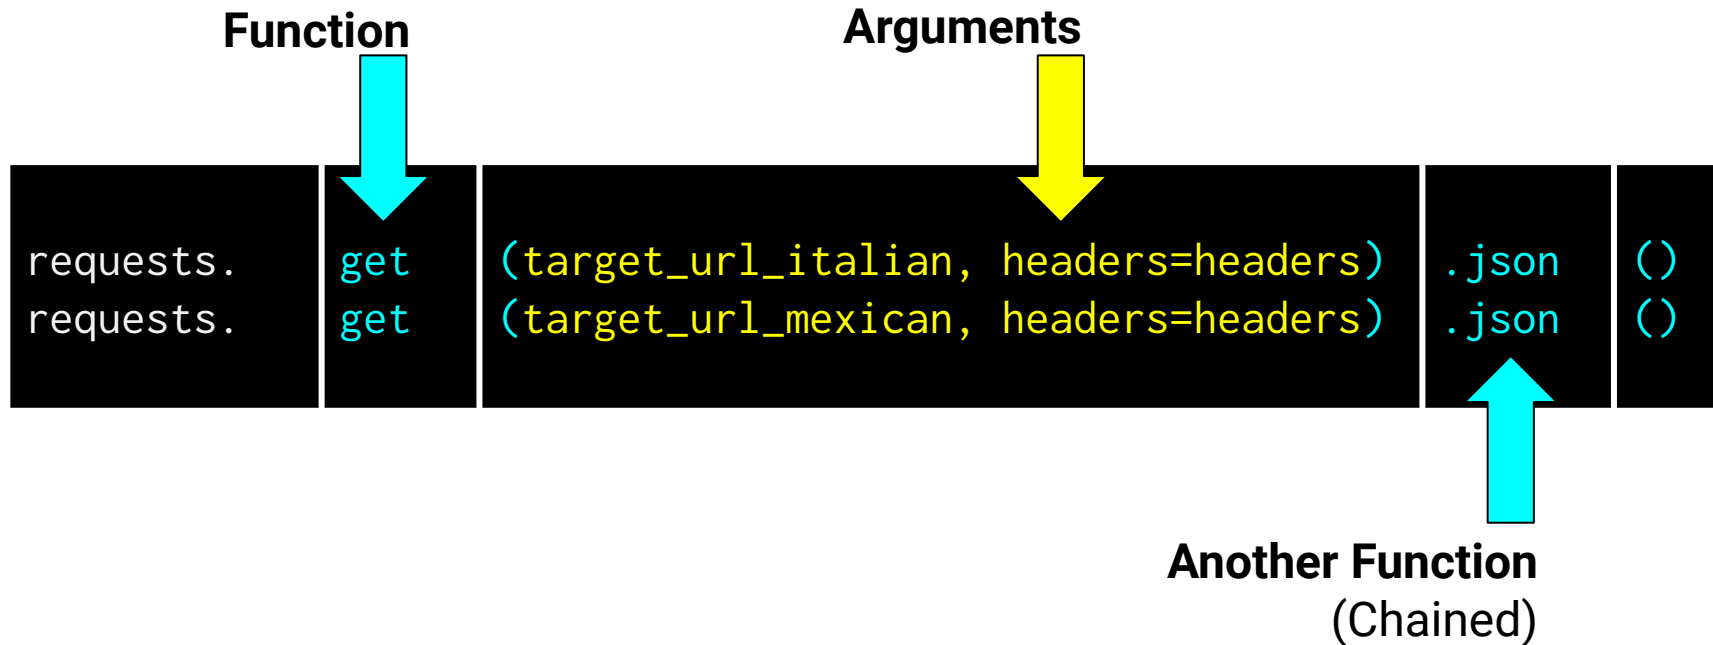 Function
Arguments
requests. get (target_url_italian, headers=headers) .json ()
requests. get (target_url_mexican, headers=headers) .json ()
Another Function
(Chained)